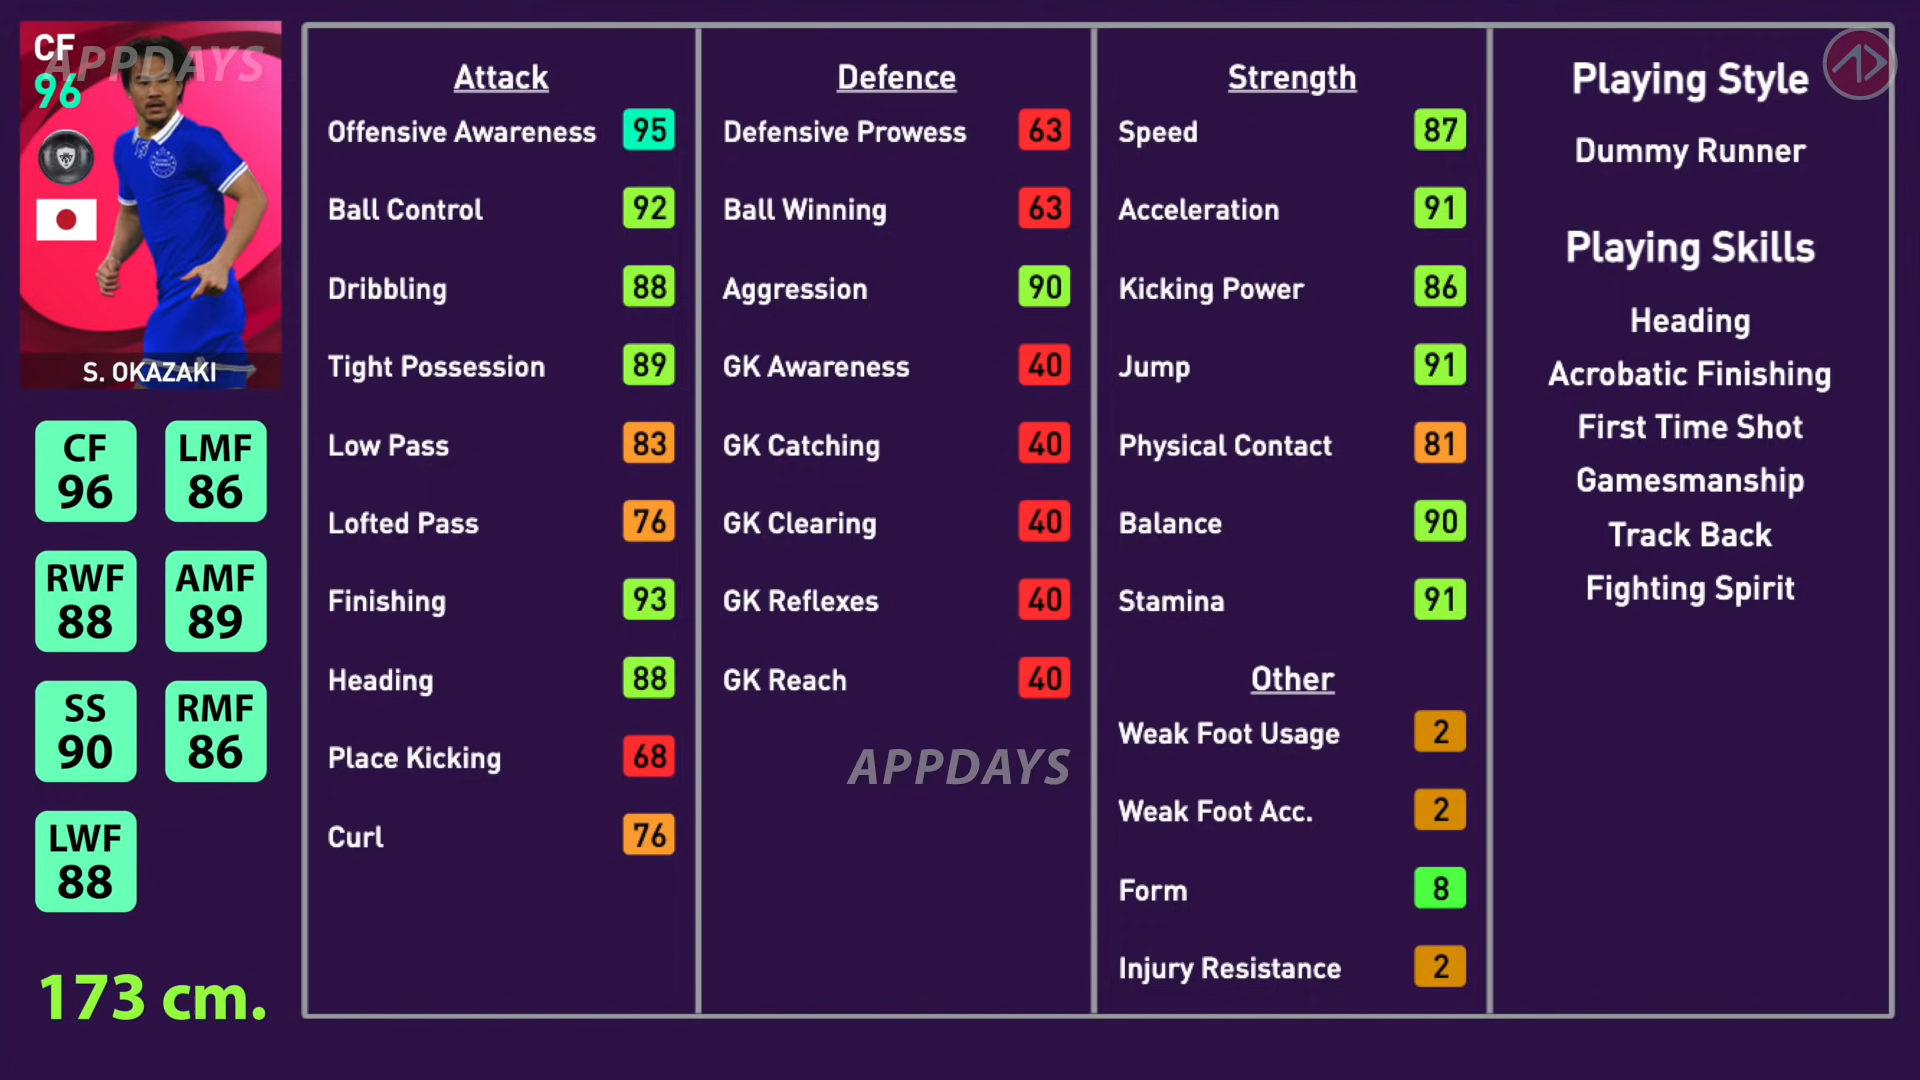 CF
96
APPDAYS
S. OKAZAKI
CF
96
LMF
86
RWF
88
AMF
89
SS
90
RMF
86
LWF
88
173 cm.
Attack
Offensive Awareness 95
Ball Control 92
Dribbling 88
Tight Possession 89
Low Pass 83
Lofted Pass 76
Finishing 93
Heading 88
Place Kicking 68
Curl 76
Defence
Defensive Prowess 63
Ball Winning 63
Aggression 90
GK Awareness 40
GK Catching 40
GK Clearing 40
GK Reflexes 40
GK Reach 40
APPDAYS
Strength
Speed 87
Acceleration 91
Kicking Power 86
Jump 91
Physical Contact 81
Balance 90
Stamina 91
Other
Weak Foot Usage 2
Weak Foot Acc. 2
Form 8
Injury Resistance 2
Playing Style
Dummy Runner
Playing Skills
Heading
Acrobatic Finishing
First Time Shot
Gamesmanship
Track Back
Fighting Spirit